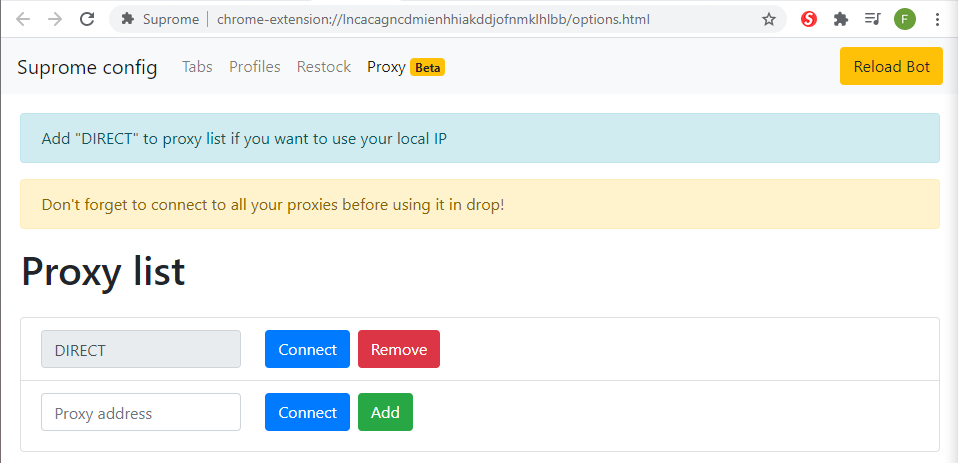 Suprome | chrome-extension://lncacagncdmienhhiakddjofnmklhlbb/options.html S F
Suprome config Tabs Profiles Restock Proxy Beta Reload Bot
Add "DIRECT" to proxy list if you want to use your local IP
Don't forget to connect to all your proxies before using it in drop!
Proxy list
DIRECT Connect Remove
Proxy address Connect Add